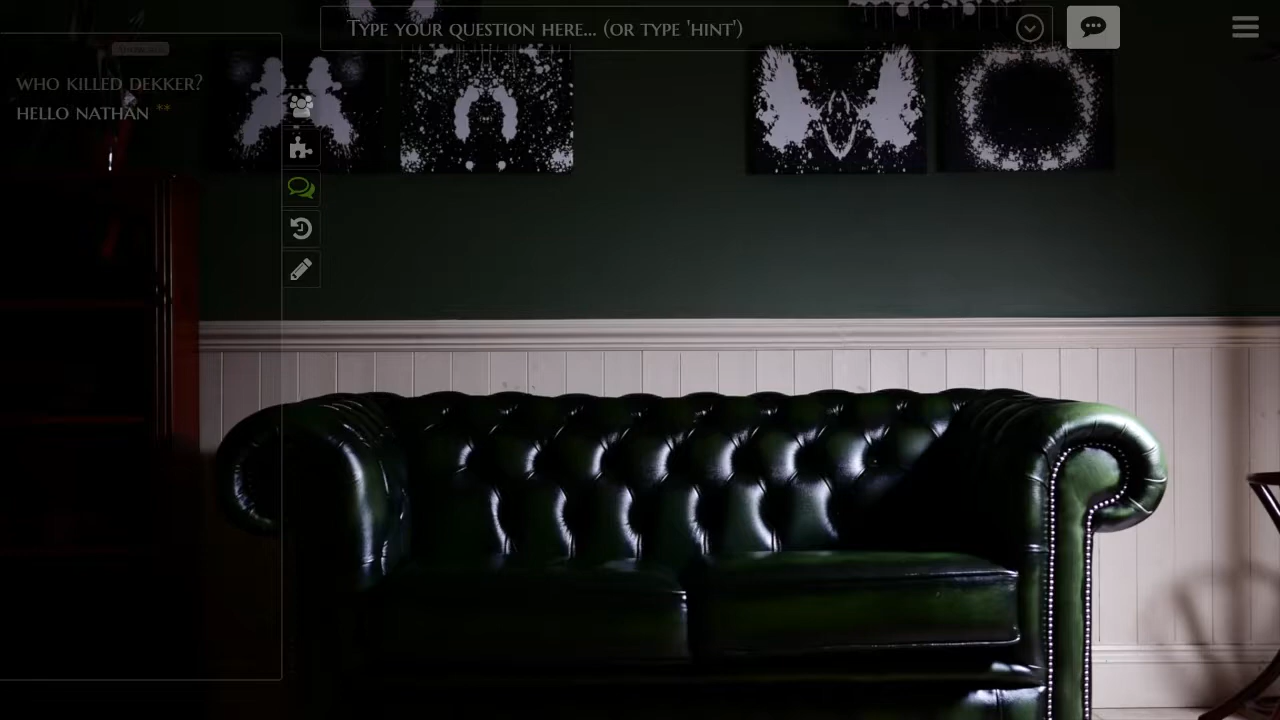 Type your question here... (or type 'hint')
who killed dekker?
hello nathan **